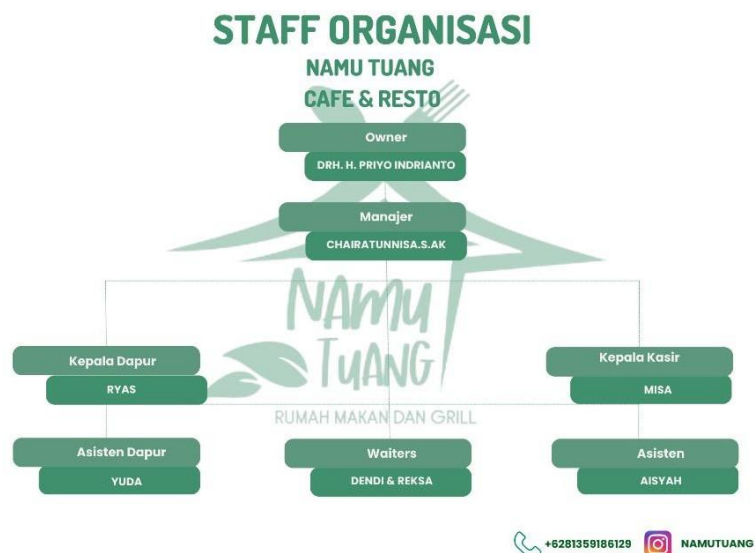 STAFF ORGANISASI
NAMU TUANG
CAFE & RESTO
Owner
DRH. H. PRIYO INDRIANTO
Manajer
CHAIRATUNNISA.S.AK
NAMU
TUANG
RUMAH MAKAN DAN GRILL
Kepala Dapur
RYAS
Kepala Kasir
MISA
Asisten Dapur
YUDA
Waiters
DENDI & REKSA
Asisten
AISYAH
+6281359186129
NAMUTUANG